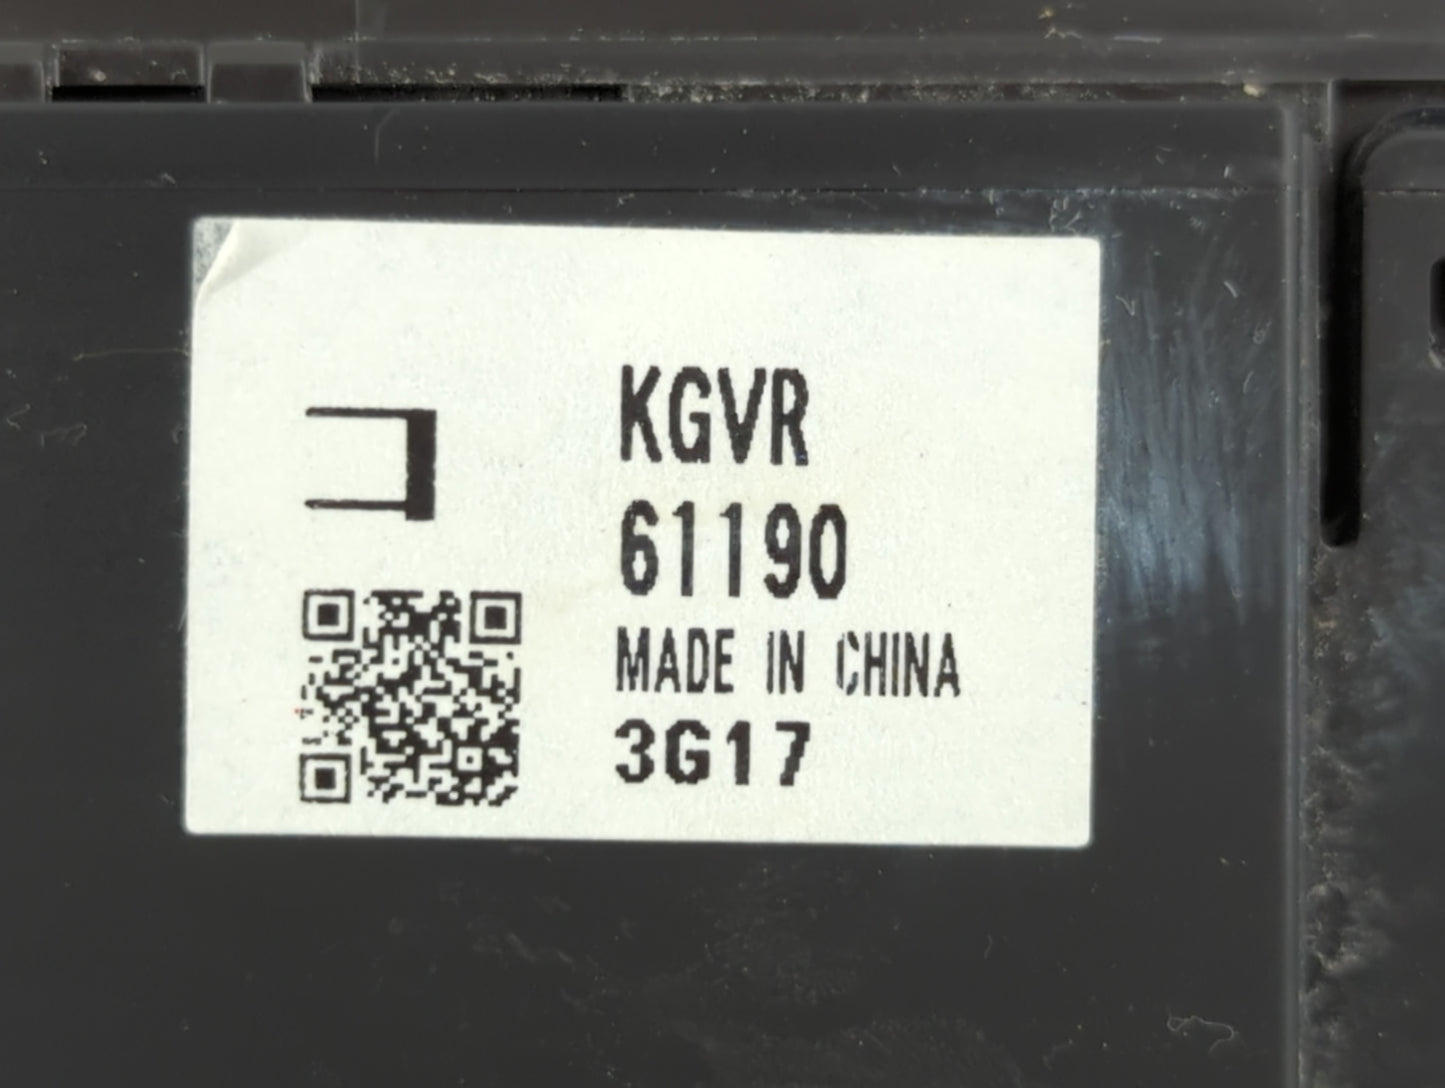 KGVR
61190
MADE IN CHINA
3G17